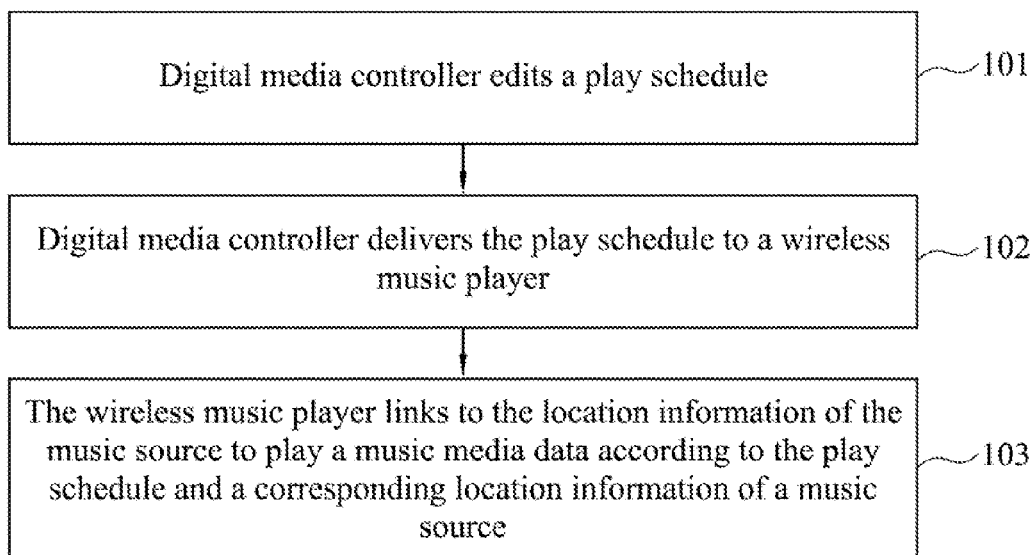 Digital media controller edits a play schedule
101
Digital media controller delivers the play schedule to a wireless
music player
102
The wireless music player links to the location information of the
music source to play a music media data according to the play
schedule and a corresponding location information of a music
source
103